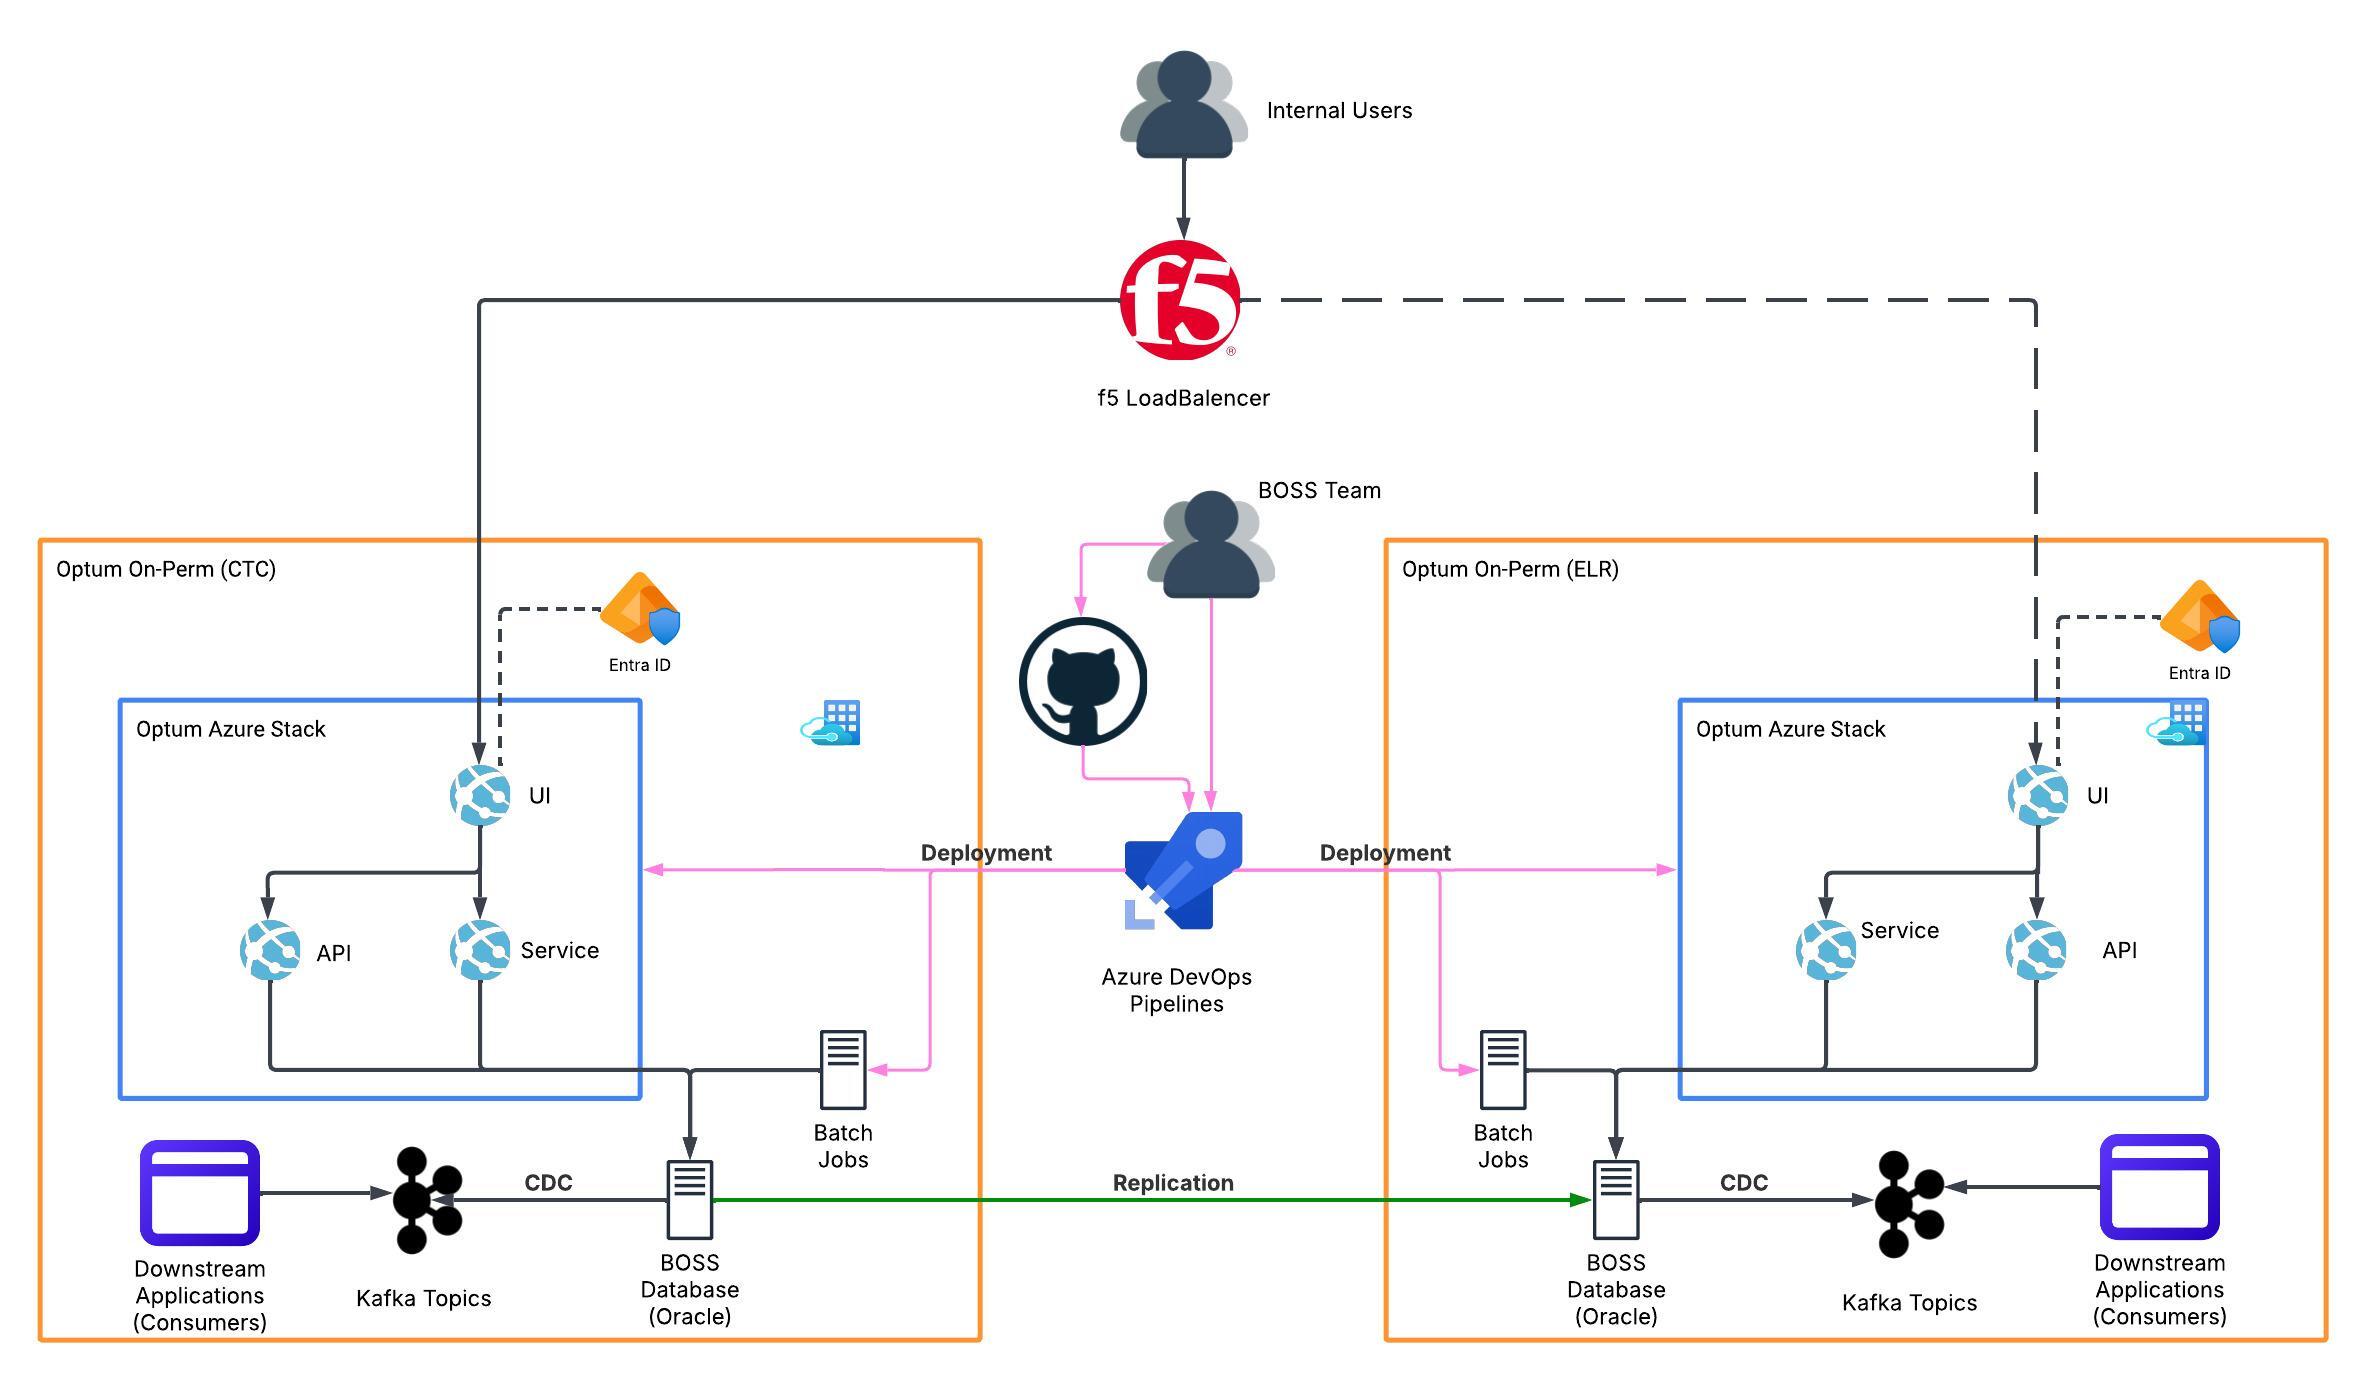 Internal Users
f5
®
f5 LoadBalencer
BOSS Team
Optum On-Perm (CTC)
Entra ID
Optum Azure Stack
UI
API
Service
Deployment
Deployment
Azure DevOps
Pipelines
Batch
Jobs
Downstream
Applications
(Consumers)
Kafka Topics
CDC
BOSS
Database
(Oracle)
Replication
Optum On-Perm (ELR)
Entra ID
Optum Azure Stack
UI
Service
API
Batch
Jobs
BOSS
Database
(Oracle)
CDC
Kafka Topics
Downstream
Applications
(Consumers)